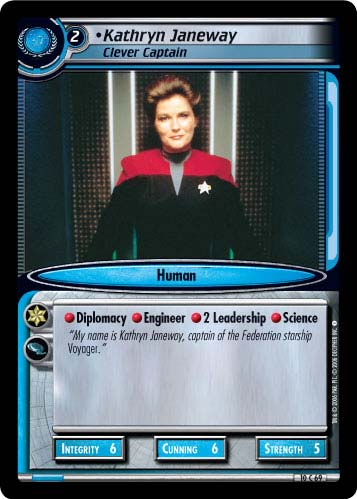 2
•Kathryn Janeway
Clever Captain
Human
Diplomacy Engineer 2 Leadership Science
"My name is Kathryn Janeway, captain of the Federation starship
Voyager."
INTEGRITY 6 CUNNING 6 STRENGTH 5
10 C 69